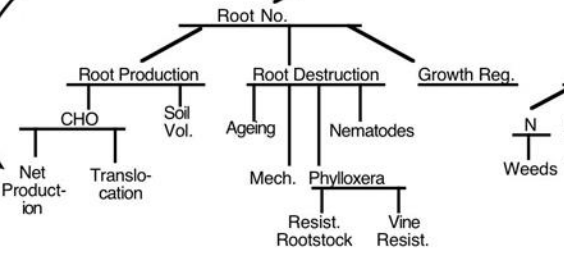 Root No.
Root Production
Root Destruction
Growth Reg.
CHO
Soil
Vol.
Ageing
Nematodes
N
Net
Product-
ion
Translo-
cation
Mech.
Phylloxera
Weeds
Resist.
Rootstock
Vine
Resist.